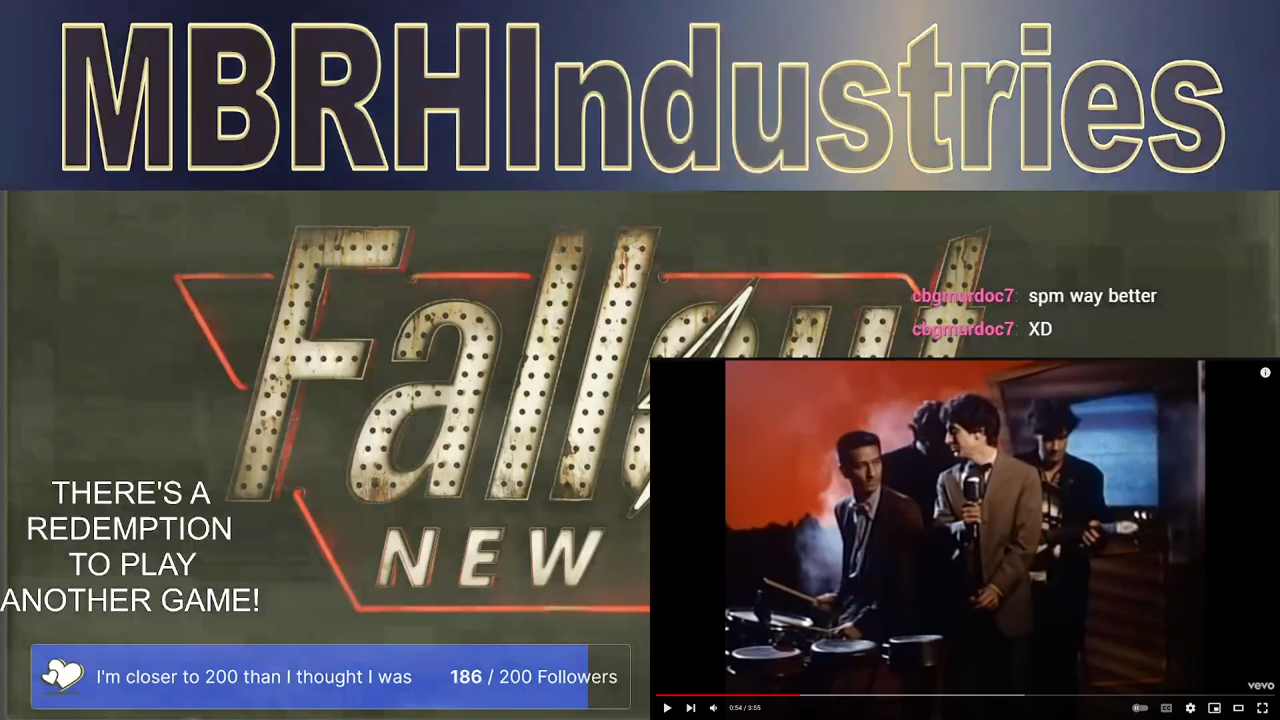 MBRHIndustries
Fallout
NEW
cbgmurdoc7: spm way better
cbgmurdoc7: XD
THERE'S A
REDEMPTION
TO PLAY
ANOTHER GAME!
I'm closer to 200 than I thought I was 186 / 200 Followers
vevo
0:54 / 3:55